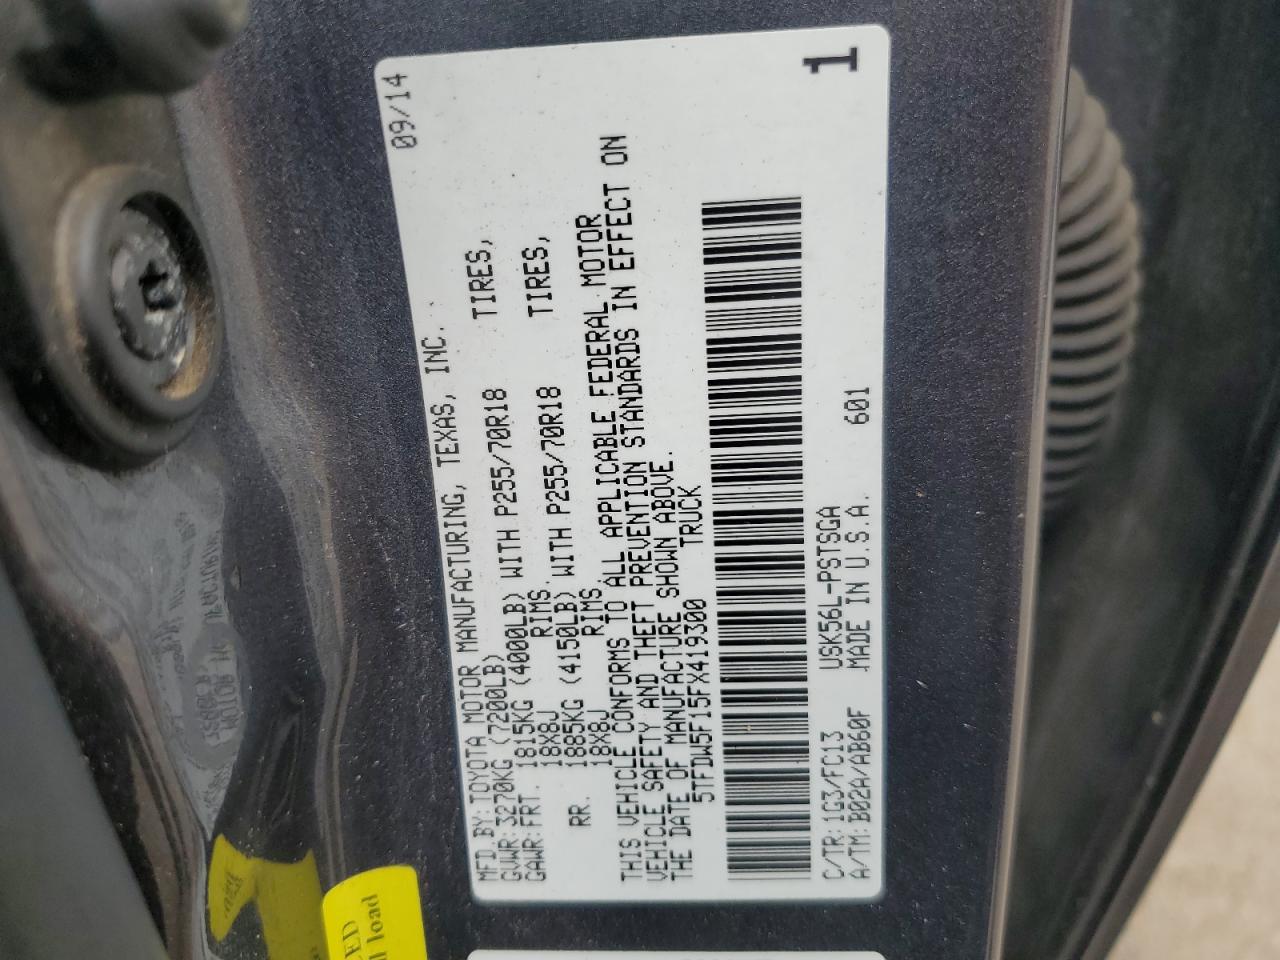 MFD.BY:TOYOTA MOTOR MANUFACTURING, TEXAS, INC. 09/14
GVWR:3270KG(7200LB)
GAWR:FRT. 1815KG (4000LB) WITH P255/70R18 TIRES,
18X8J RIMS.
RR. 1885KG (4150LB) WITH P255/70R18 TIRES,
18X8J RIMS.
THIS VEHICLE CONFORMS TO ALL APPLICABLE FEDERAL MOTOR
VEHICLE SAFETY AND THEFT PREVENTION STANDARDS IN EFFECT ON
THE DATE OF MANUFACTURE SHOWN ABOVE.
5TFDW5F15FX419300 TRUCK
C/TR:1G3/FC13 USK56L-PSTSGA
A/TM:B02A/AB60F MADE IN U.S.A. 601
1
load